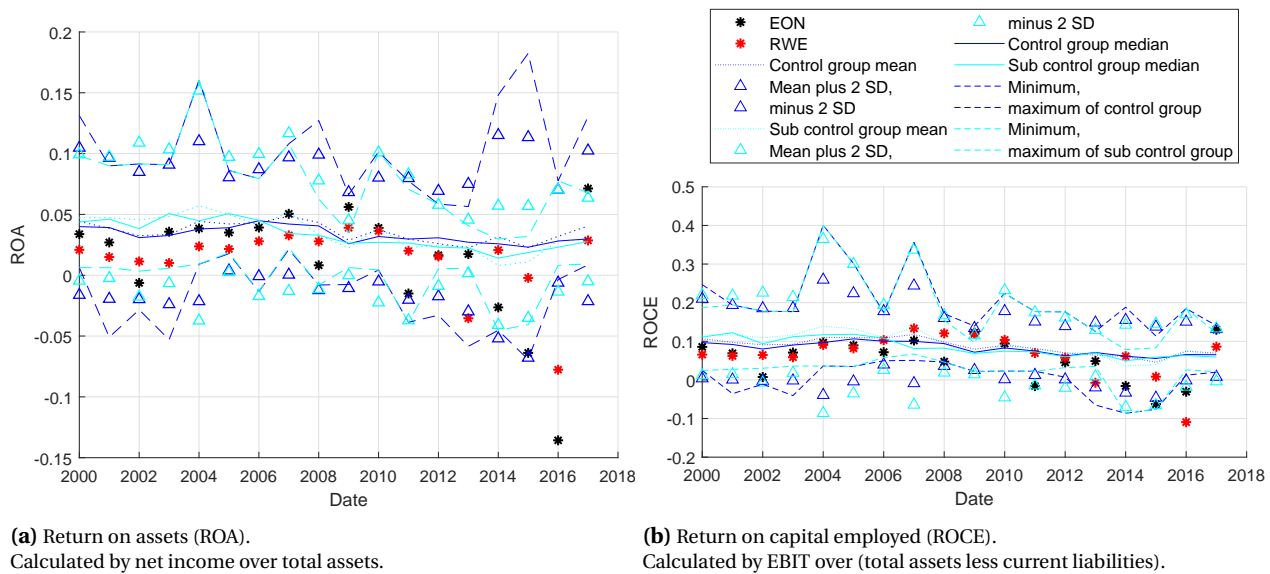 0.2
0.15
0.1
0.05
0
-0.05
-0.1
-0.15
ROA
2000 2002 2004 2006 2008 2010 2012 2014 2016 2018
Date
(a) Return on assets (ROA).
Calculated by net income over total assets.
EON
RWE
Control group mean
Mean plus 2 SD,
minus 2 SD
Sub control group mean
Mean plus 2 SD,
minus 2 SD
Control group median
Sub control group median
Minimum,
maximum of control group
Minimum,
maximum of sub control group
0.5
0.4
0.3
0.2
0.1
0
-0.1
-0.2
ROCE
2000 2002 2004 2006 2008 2010 2012 2014 2016 2018
Date
(b) Return on capital employed (ROCE).
Calculated by EBIT over (total assets less current liabilities).